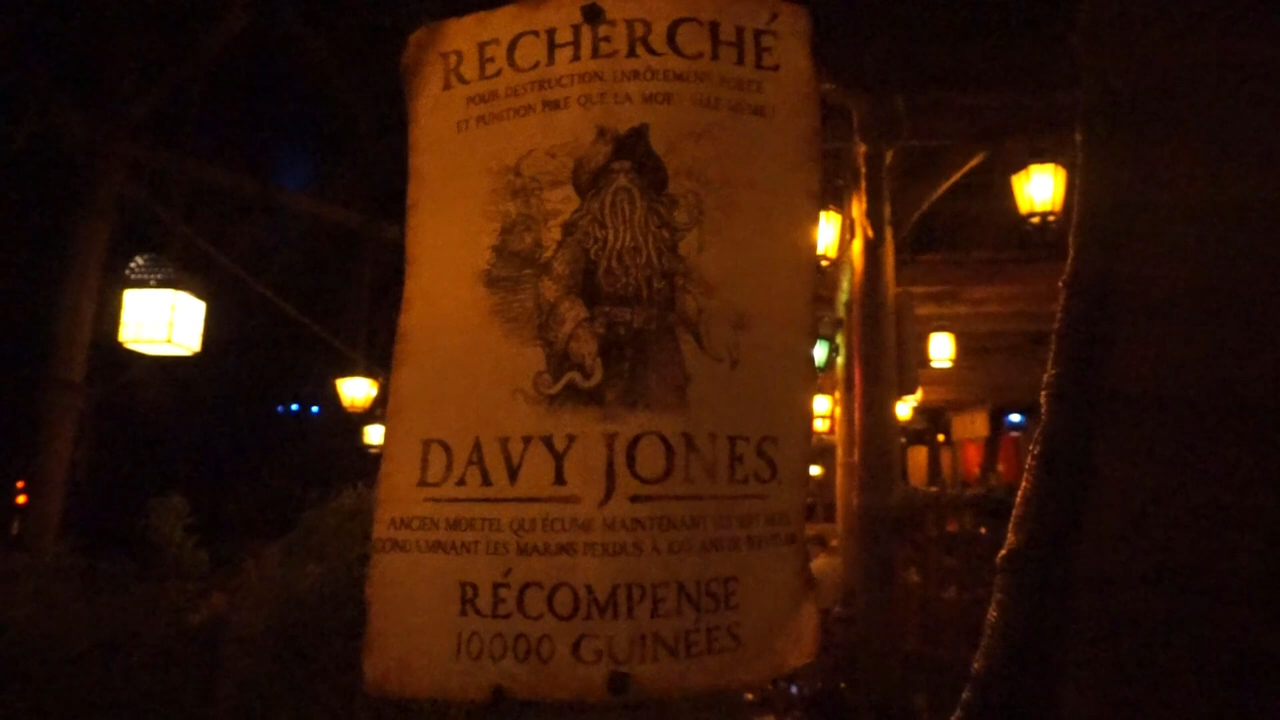 RECHERCHÉ
POUR DESTRUCTION, ENRÔLEMENT FORCÉ
ET PUNITION PIRE QUE LA MORT ELLE-MÊME!
DAVY JONES
ANCIEN MORTEL QUI ÉCUME MAINTENANT LES SEPT MERS
CONDAMNANT LES MARINS PERDUS À 100 ANS DE
RÉCOMPENSE
10000 GUINÉES